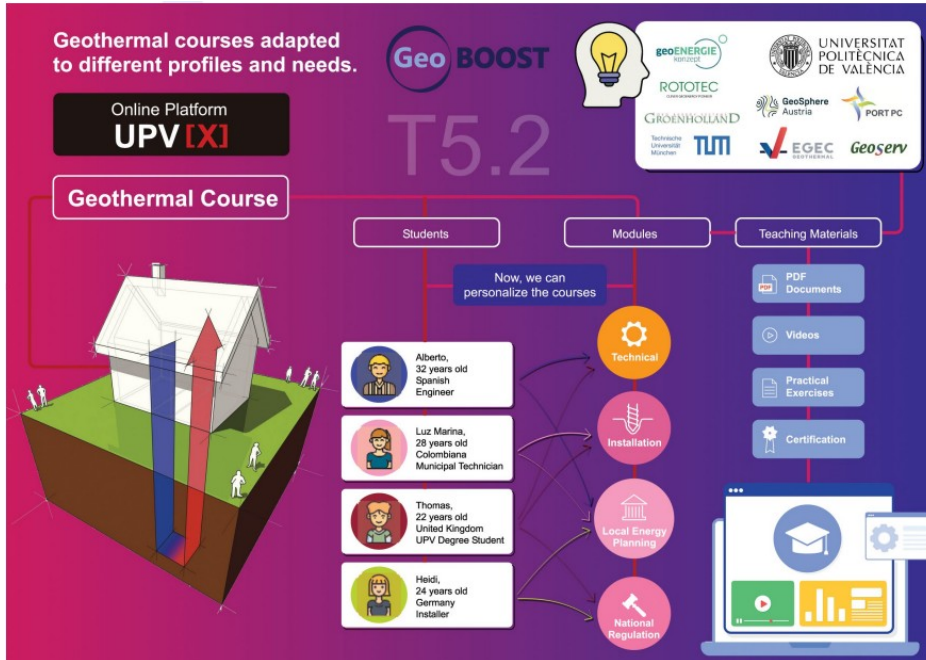 Geothermal courses adapted
to different profiles and needs.
Online Platform
UPV [X]
Geo BOOST
T5.2
geoENERGIE
konzept
ROTOTEC
GROENHOLLAND
Technische
Universität
München
TUM
UNIVERSITAT
POLITÈCNICA
DE VALÈNCIA
GeoSphere
Austria
PORT PC
EGEC
GEOTHERMAL
Geoserv
Geothermal Course
Students
Modules
Teaching Materials
Now, we can
personalize the courses
Alberto,
32 years old
Spanish
Engineer
Luz Marina,
28 years old
Colombiana
Municipal Technician
Thomas,
22 years old
United Kingdom
UPV Degree Student
Heidi,
24 years old
Germany
Installer
Technical
Installation
Local Energy
Planning
National
Regulation
PDF
PDF
Documents
Videos
Practical
Exercises
Certification